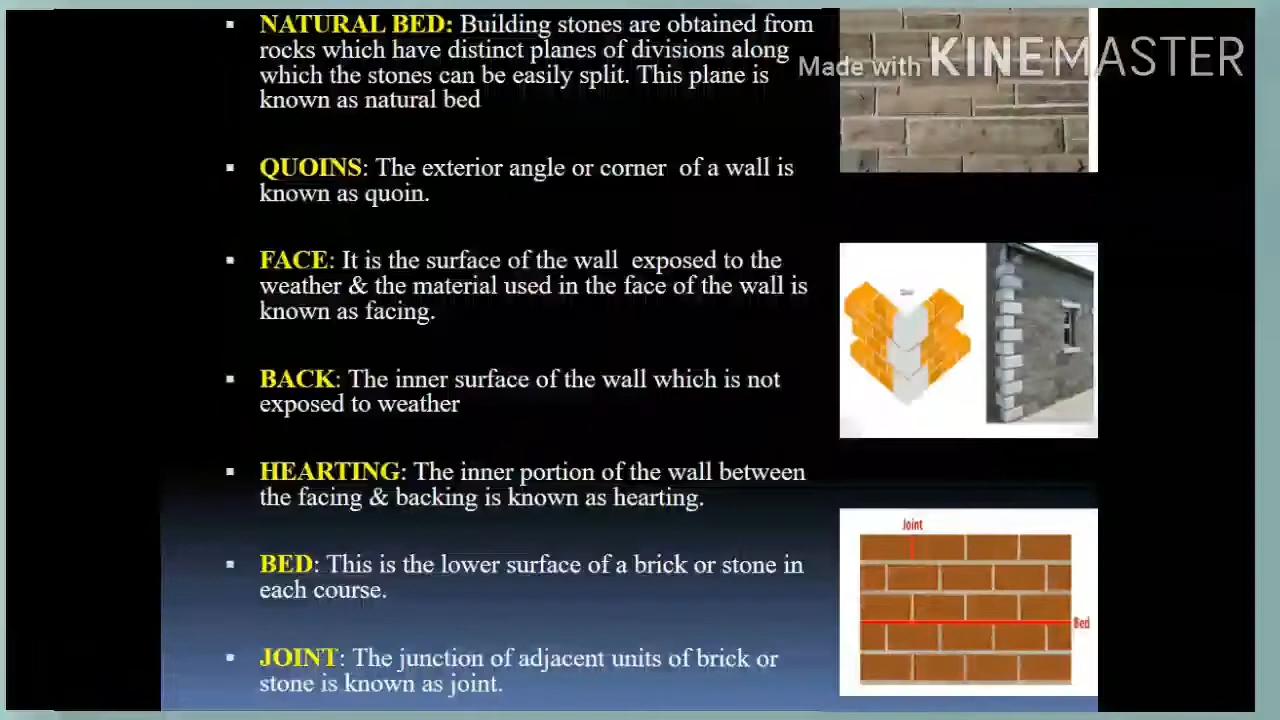 NATURAL BED: Building stones are obtained from
rocks which have distinct planes of divisions along
which the stones can be easily split. This plane is
known as natural bed
Made with KINEMASTER
QUOINS: The exterior angle or corner of a wall is
known as quoin.
FACE: It is the surface of the wall exposed to the
weather & the material used in the face of the wall is
known as facing.
BACK: The inner surface of the wall which is not
exposed to weather
HEARTING: The inner portion of the wall between
the facing & backing is known as hearting.
BED: This is the lower surface of a brick or stone in
each course.
Joint
Bed
JOINT: The junction of adjacent units of brick or
stone is known as joint.